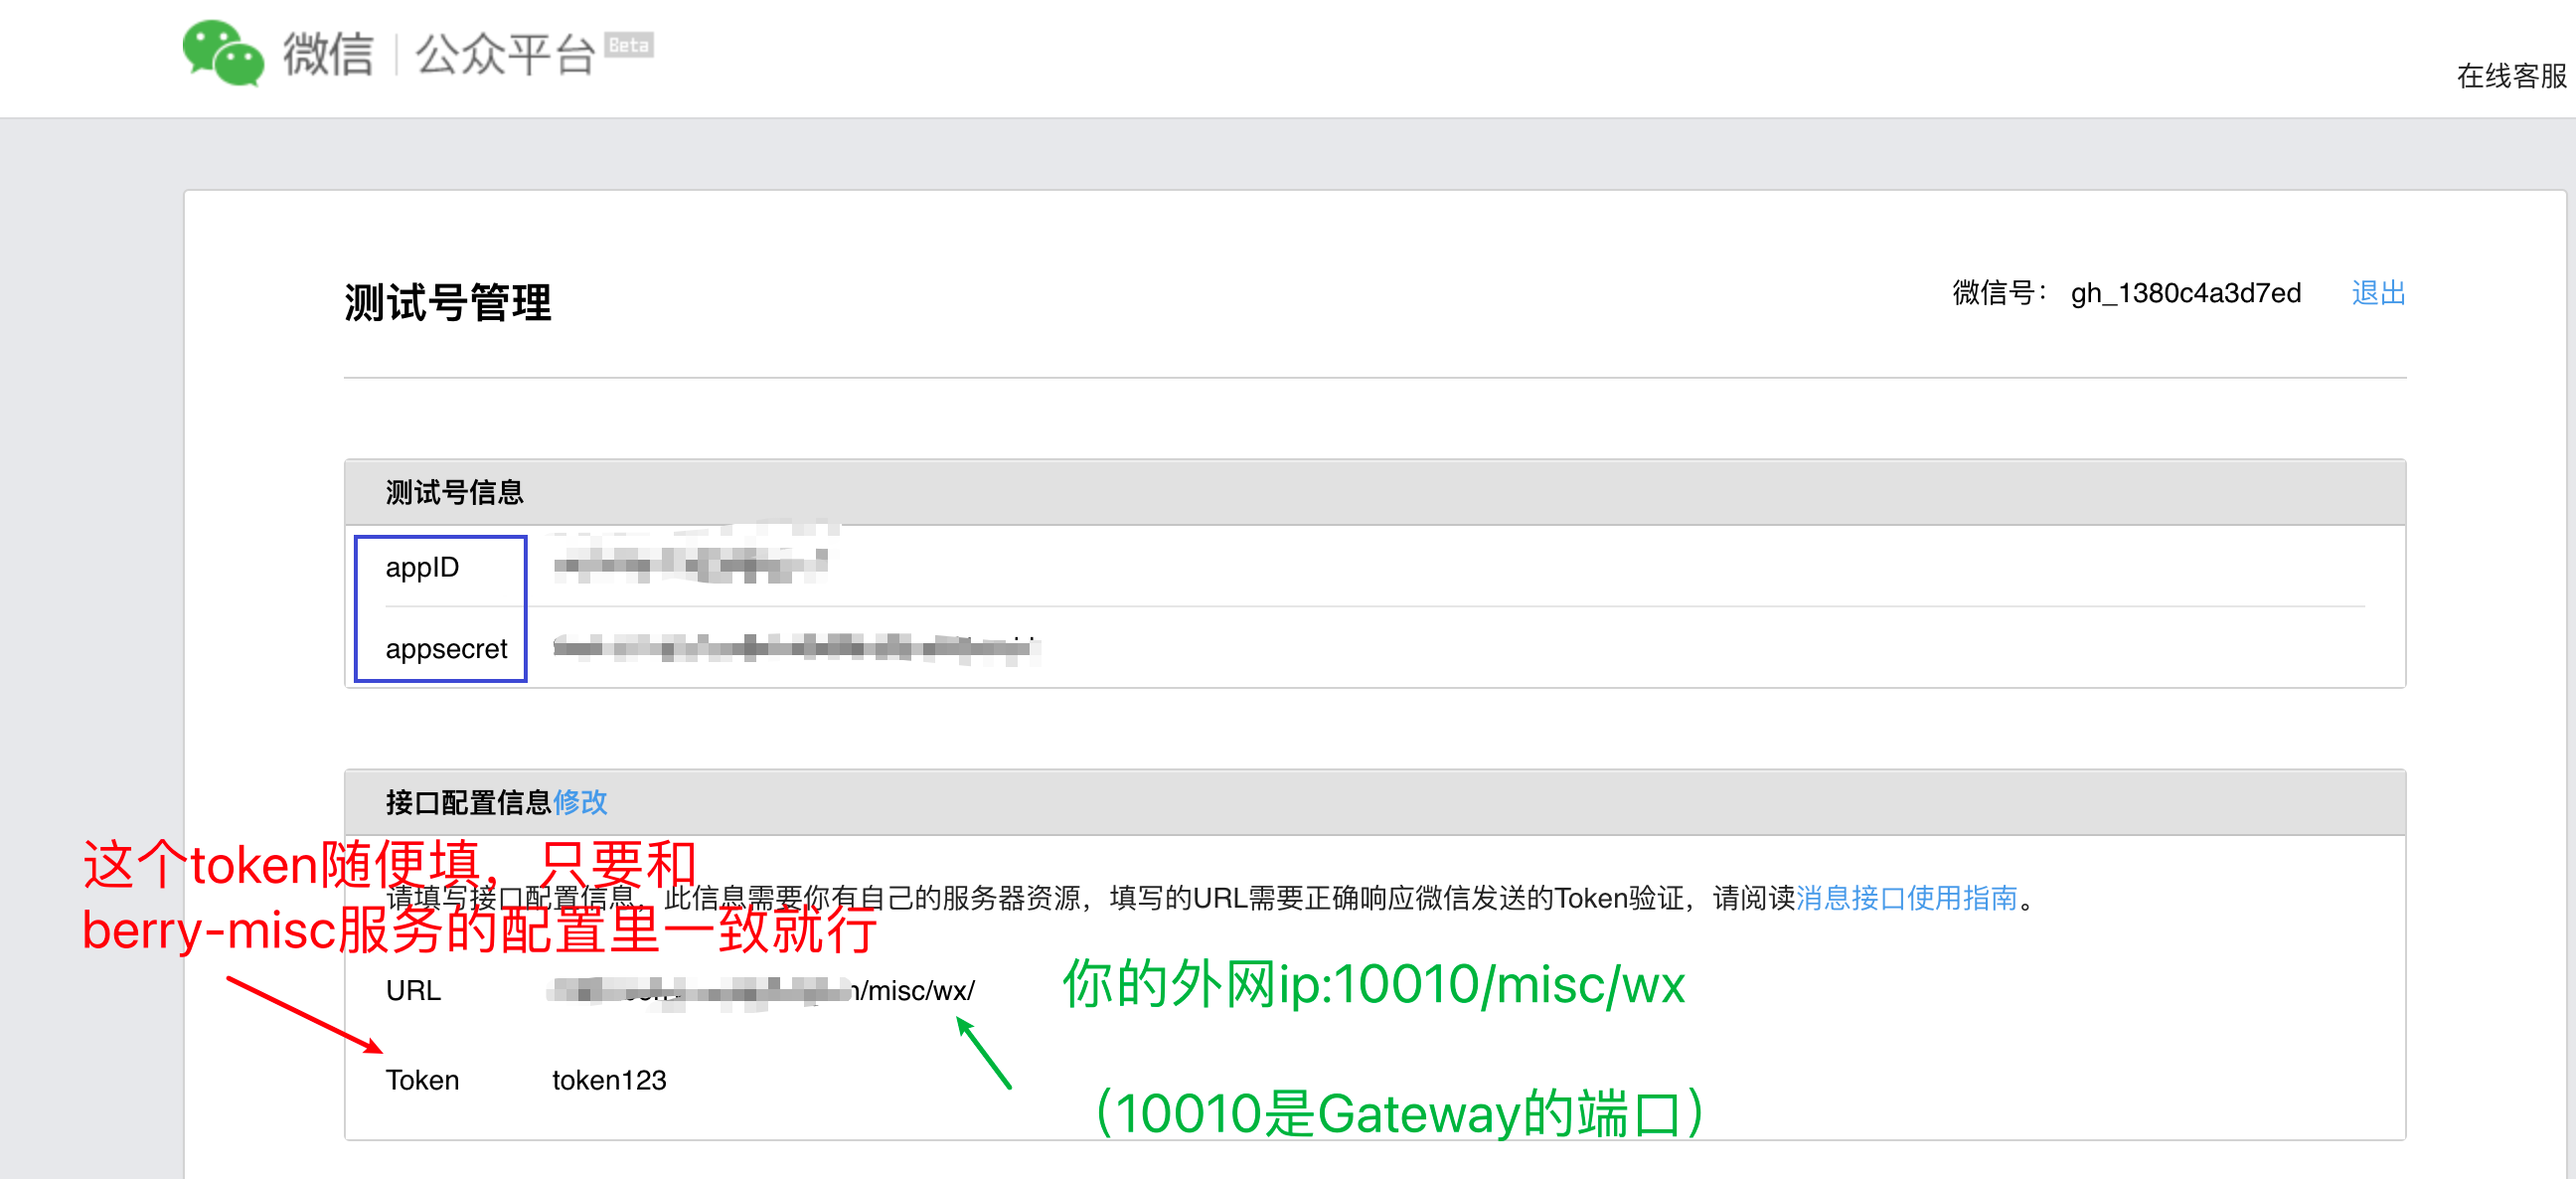 微信 | 公众平台 Beta
在线客服
测试号管理
微信号： gh_1380c4a3d7ed 退出
测试号信息
appID
appsecret
接口配置信息修改
这个token随便填，只要和
请填写接口配置信息，此信息需要你有自己的服务器资源，填写的URL需要正确响应微信发送的Token验证，请阅读消息接口使用指南。
berry-misc服务的配置里一致就行
URL /misc/wx/
你的外网ip:10010/misc/wx
Token token123
（10010是Gateway的端口）